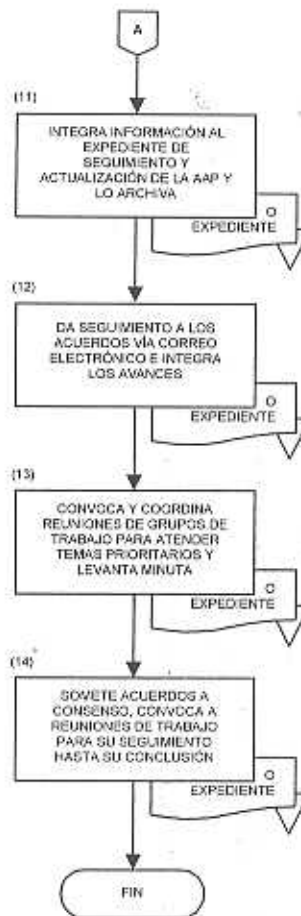 A
(11)
INTEGRA INFORMACIÓN AL
EXPEDIENTE DE
SEGUIMIENTO Y
ACTUALIZACIÓN DE LA AAP Y
LO ARCHIVA
O
EXPEDIENTE
(12)
DA SEGUIMIENTO A LOS
ACUERDOS VÍA CORREO
ELECTRÓNICO E INTEGRA
LOS AVANCES
O
EXPEDIENTE
(13)
CONVOCA Y COORDINA
REUNIONES DE GRUPOS DE
TRABAJO PARA ATENDER
TEMAS PRIORITARIOS Y
LEVANTA MINUTA
O
EXPEDIENTE
(14)
SOMETE ACUERDOS A
CONSENSO, CONVOCA A
REUNIONES DE TRABAJO
PARA SU SEGUIMIENTO
HASTA SU CONCLUSIÓN
O
EXPEDIENTE
FIN